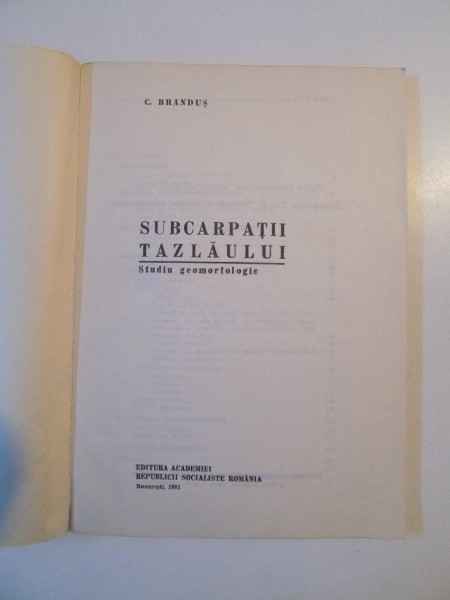 C. BRANDUȘ
SUBCARPAȚII
TAZLĂULUI
Studiu geomorfologic
EDITURA ACADEMIEI
REPUBLICII SOCIALISTE ROMÂNIA
București, 1981